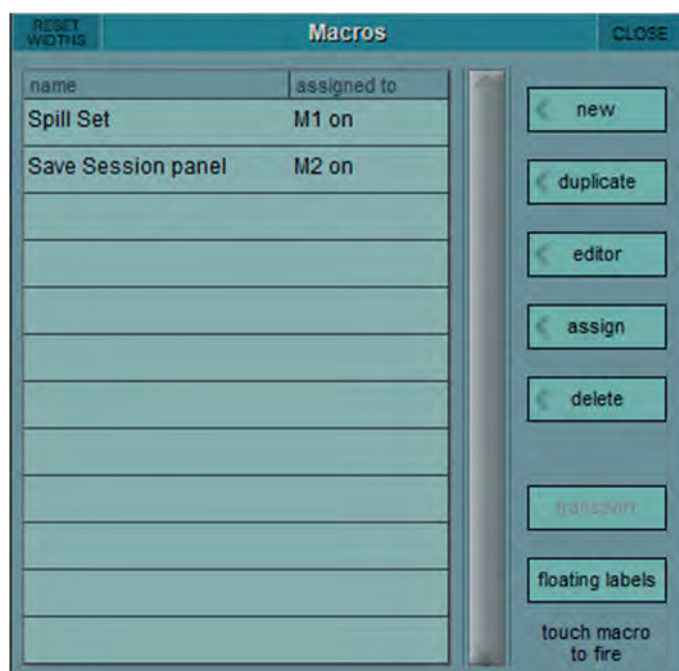 RESET
WIDTHS
Macros
CLOSE
name
assigned to
Spill Set
M1 on
Save Session panel
M2 on
new
duplicate
editor
assign
delete
transport
floating labels
touch macro
to fire